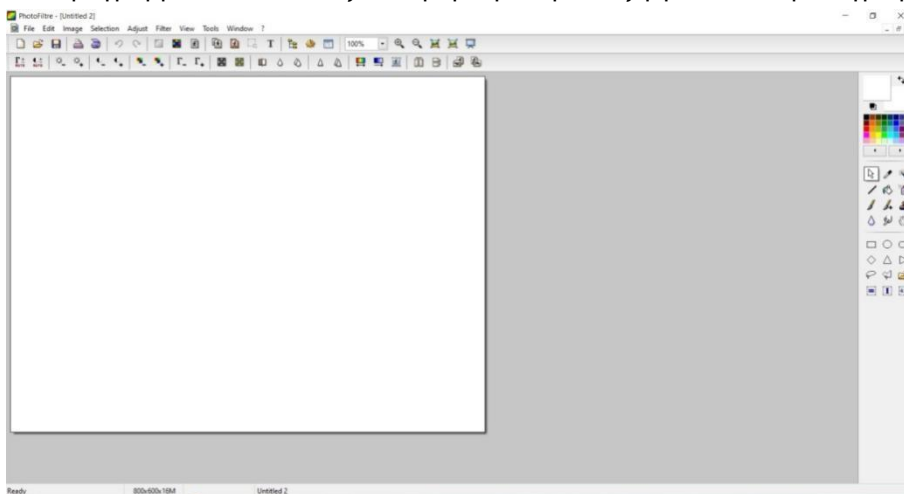 PhotoFiltre - [Untitled 2]
File Edit Image Selection Adjust Filter View Tools Window ?
100%
Ready 800x600x16M Untitled 2